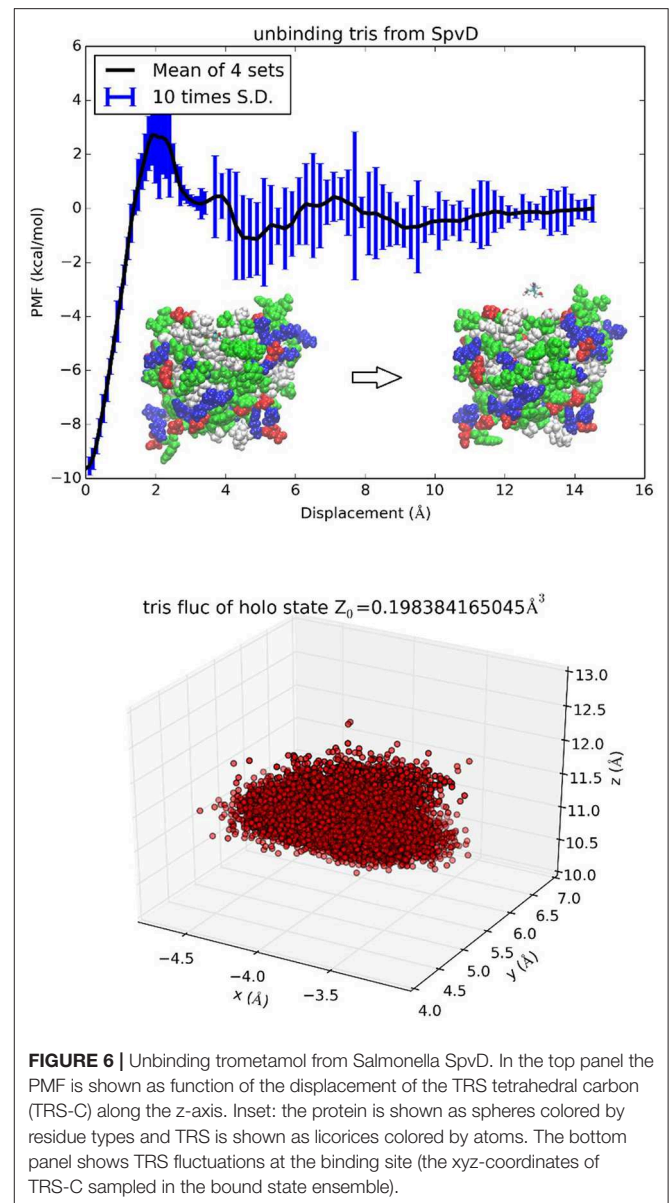 unbinding tris from SpvD
Mean of 4 sets
10 times S.D.
PMF (kcal/mol)
6
4
2
0
−2
−4
−6
−8
−10
0 2 4 6 8 10 12 14 16
Displacement (Å)
tris fluc of holo state Z₀=0.198384165045Å³
13.0
12.5
12.0
11.5
11.0
10.5
10.0
z (Å)
7.0
6.5
6.0
5.5
5.0
4.5
4.0
y (Å)
−4.5 −4.0 −3.5
x (Å)
FIGURE 6 | Unbinding trometamol from Salmonella SpvD. In the top panel the
PMF is shown as function of the displacement of the TRS tetrahedral carbon
(TRS-C) along the z-axis. Inset: the protein is shown as spheres colored by
residue types and TRS is shown as licorices colored by atoms. The bottom
panel shows TRS fluctuations at the binding site (the xyz-coordinates of
TRS-C sampled in the bound state ensemble).